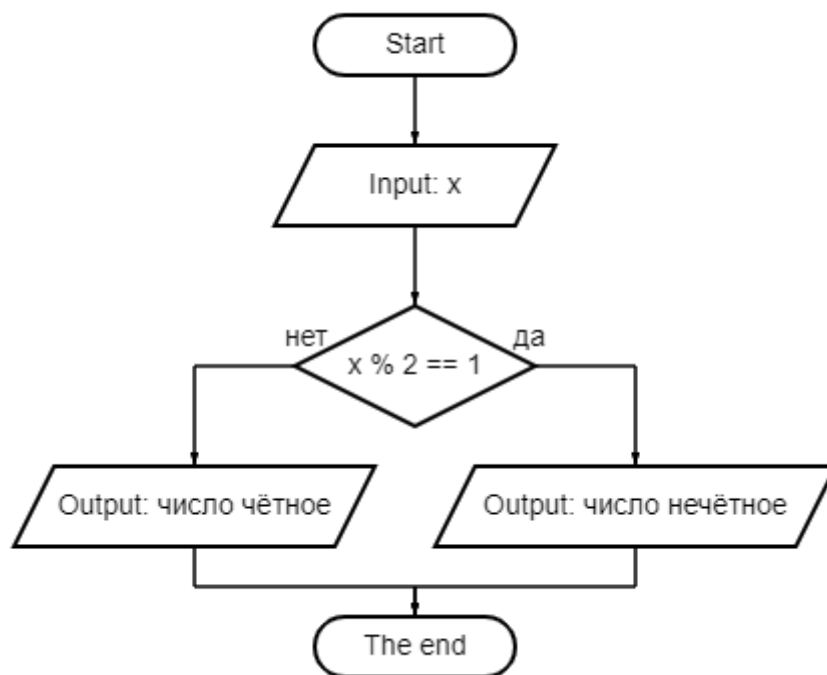 Start
Input: x
нет
да
x % 2 == 1
Output: число чётное
Output: число нечётное
The end